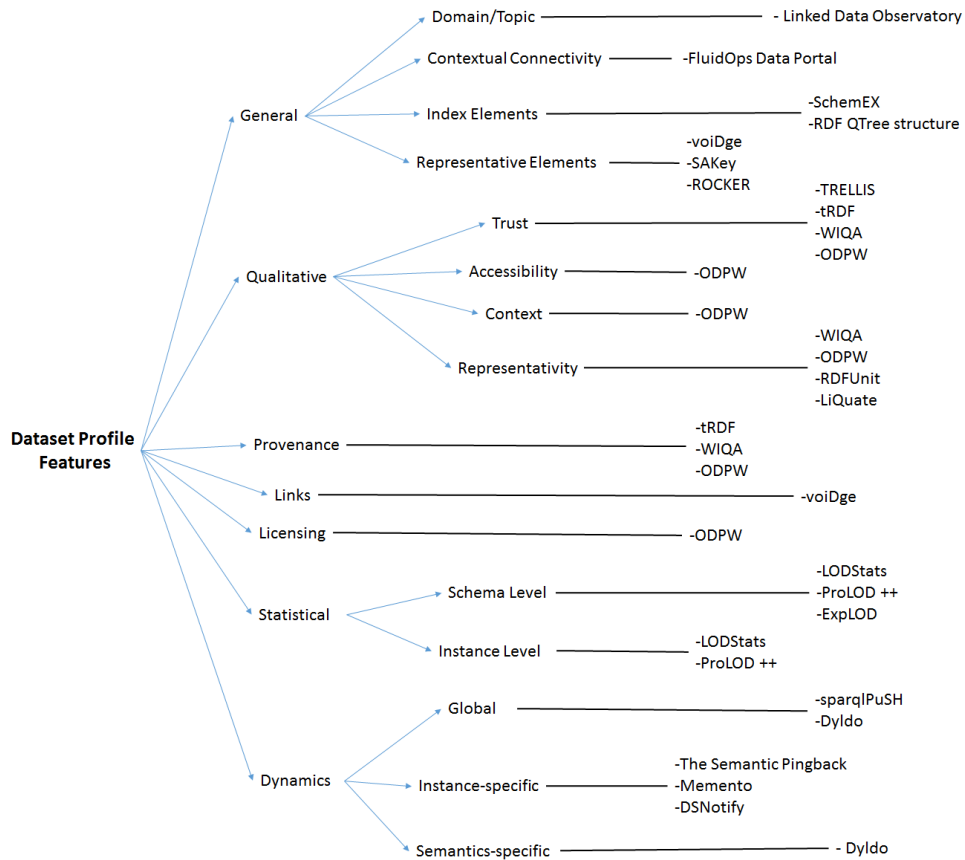 Dataset Profile
Features
General
Domain/Topic
- Linked Data Observatory
Contextual Connectivity
-FluidOps Data Portal
Index Elements
-SchemEX
-RDF QTree structure
Representative Elements
-voiDge
-SAKey
-ROCKER
Qualitative
Trust
-TRELLIS
-tRDF
-WIQA
-ODPW
Accessibility
-ODPW
Context
-ODPW
Representativity
-WIQA
-ODPW
-RDFUnit
-LiQuate
Provenance
-tRDF
-WIQA
-ODPW
Links
-voiDge
Licensing
-ODPW
Statistical
Schema Level
-LODStats
-ProLOD ++
-ExpLOD
Instance Level
-LODStats
-ProLOD ++
Dynamics
Global
-sparqlPuSH
-Dyldo
Instance-specific
-The Semantic Pingback
-Memento
-DSNotify
Semantics-specific
- Dyldo